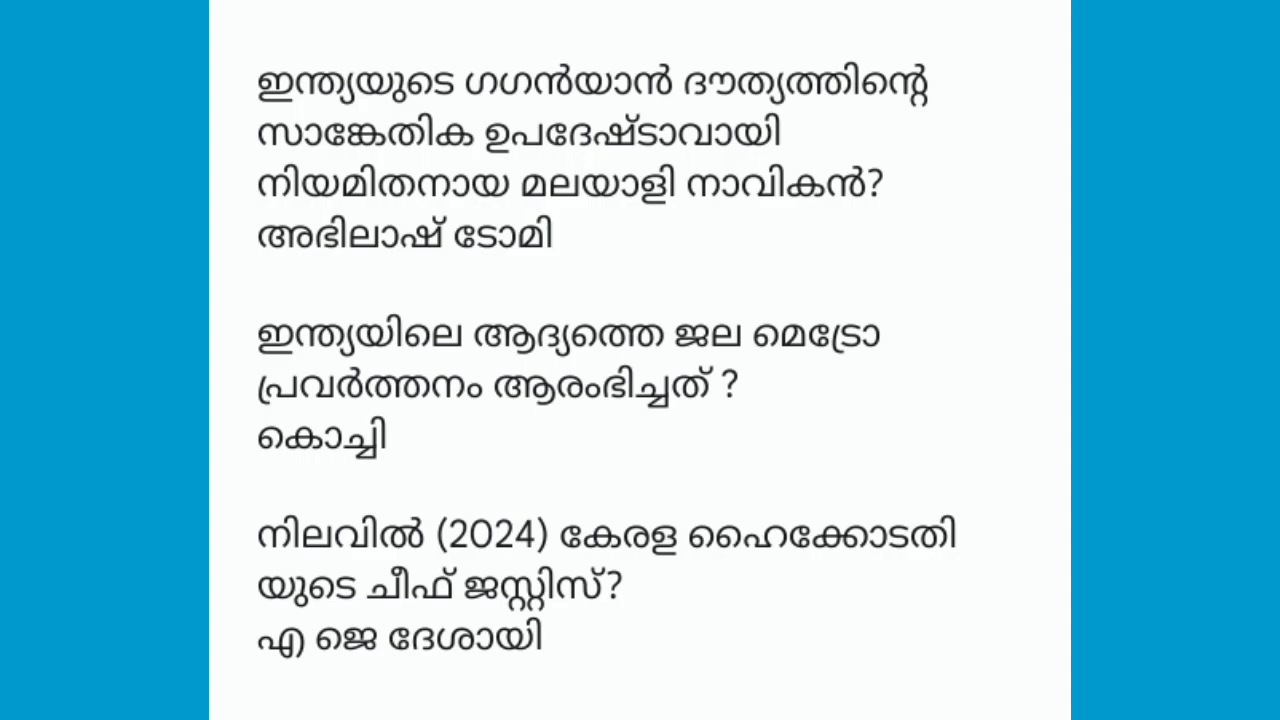 ഇന്ത്യയുടെ ഗഗൻയാൻ ദൗത്യത്തിന്റെ
സാങ്കേതിക ഉപദേഷ്ടാവായി
നിയമിതനായ മലയാളി നാവികൻ?
അഭിലാഷ് ടോമി
ഇന്ത്യയിലെ ആദ്യത്തെ ജല മെട്രോ
പ്രവർത്തനം ആരംഭിച്ചത് ?
കൊച്ചി
നിലവിൽ (2024) കേരള ഹൈക്കോടതി
യുടെ ചീഫ് ജസ്റ്റിസ്?
എ ജെ ദേശായി